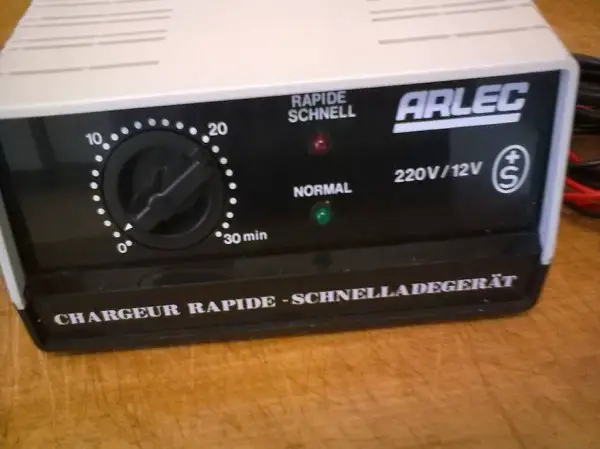 RAPIDE
SCHNELL
ARLEC
10
20
NORMAL
220V/12V
+
S
0
30 min
CHARGEUR RAPIDE - SCHNELLADEGERÄT